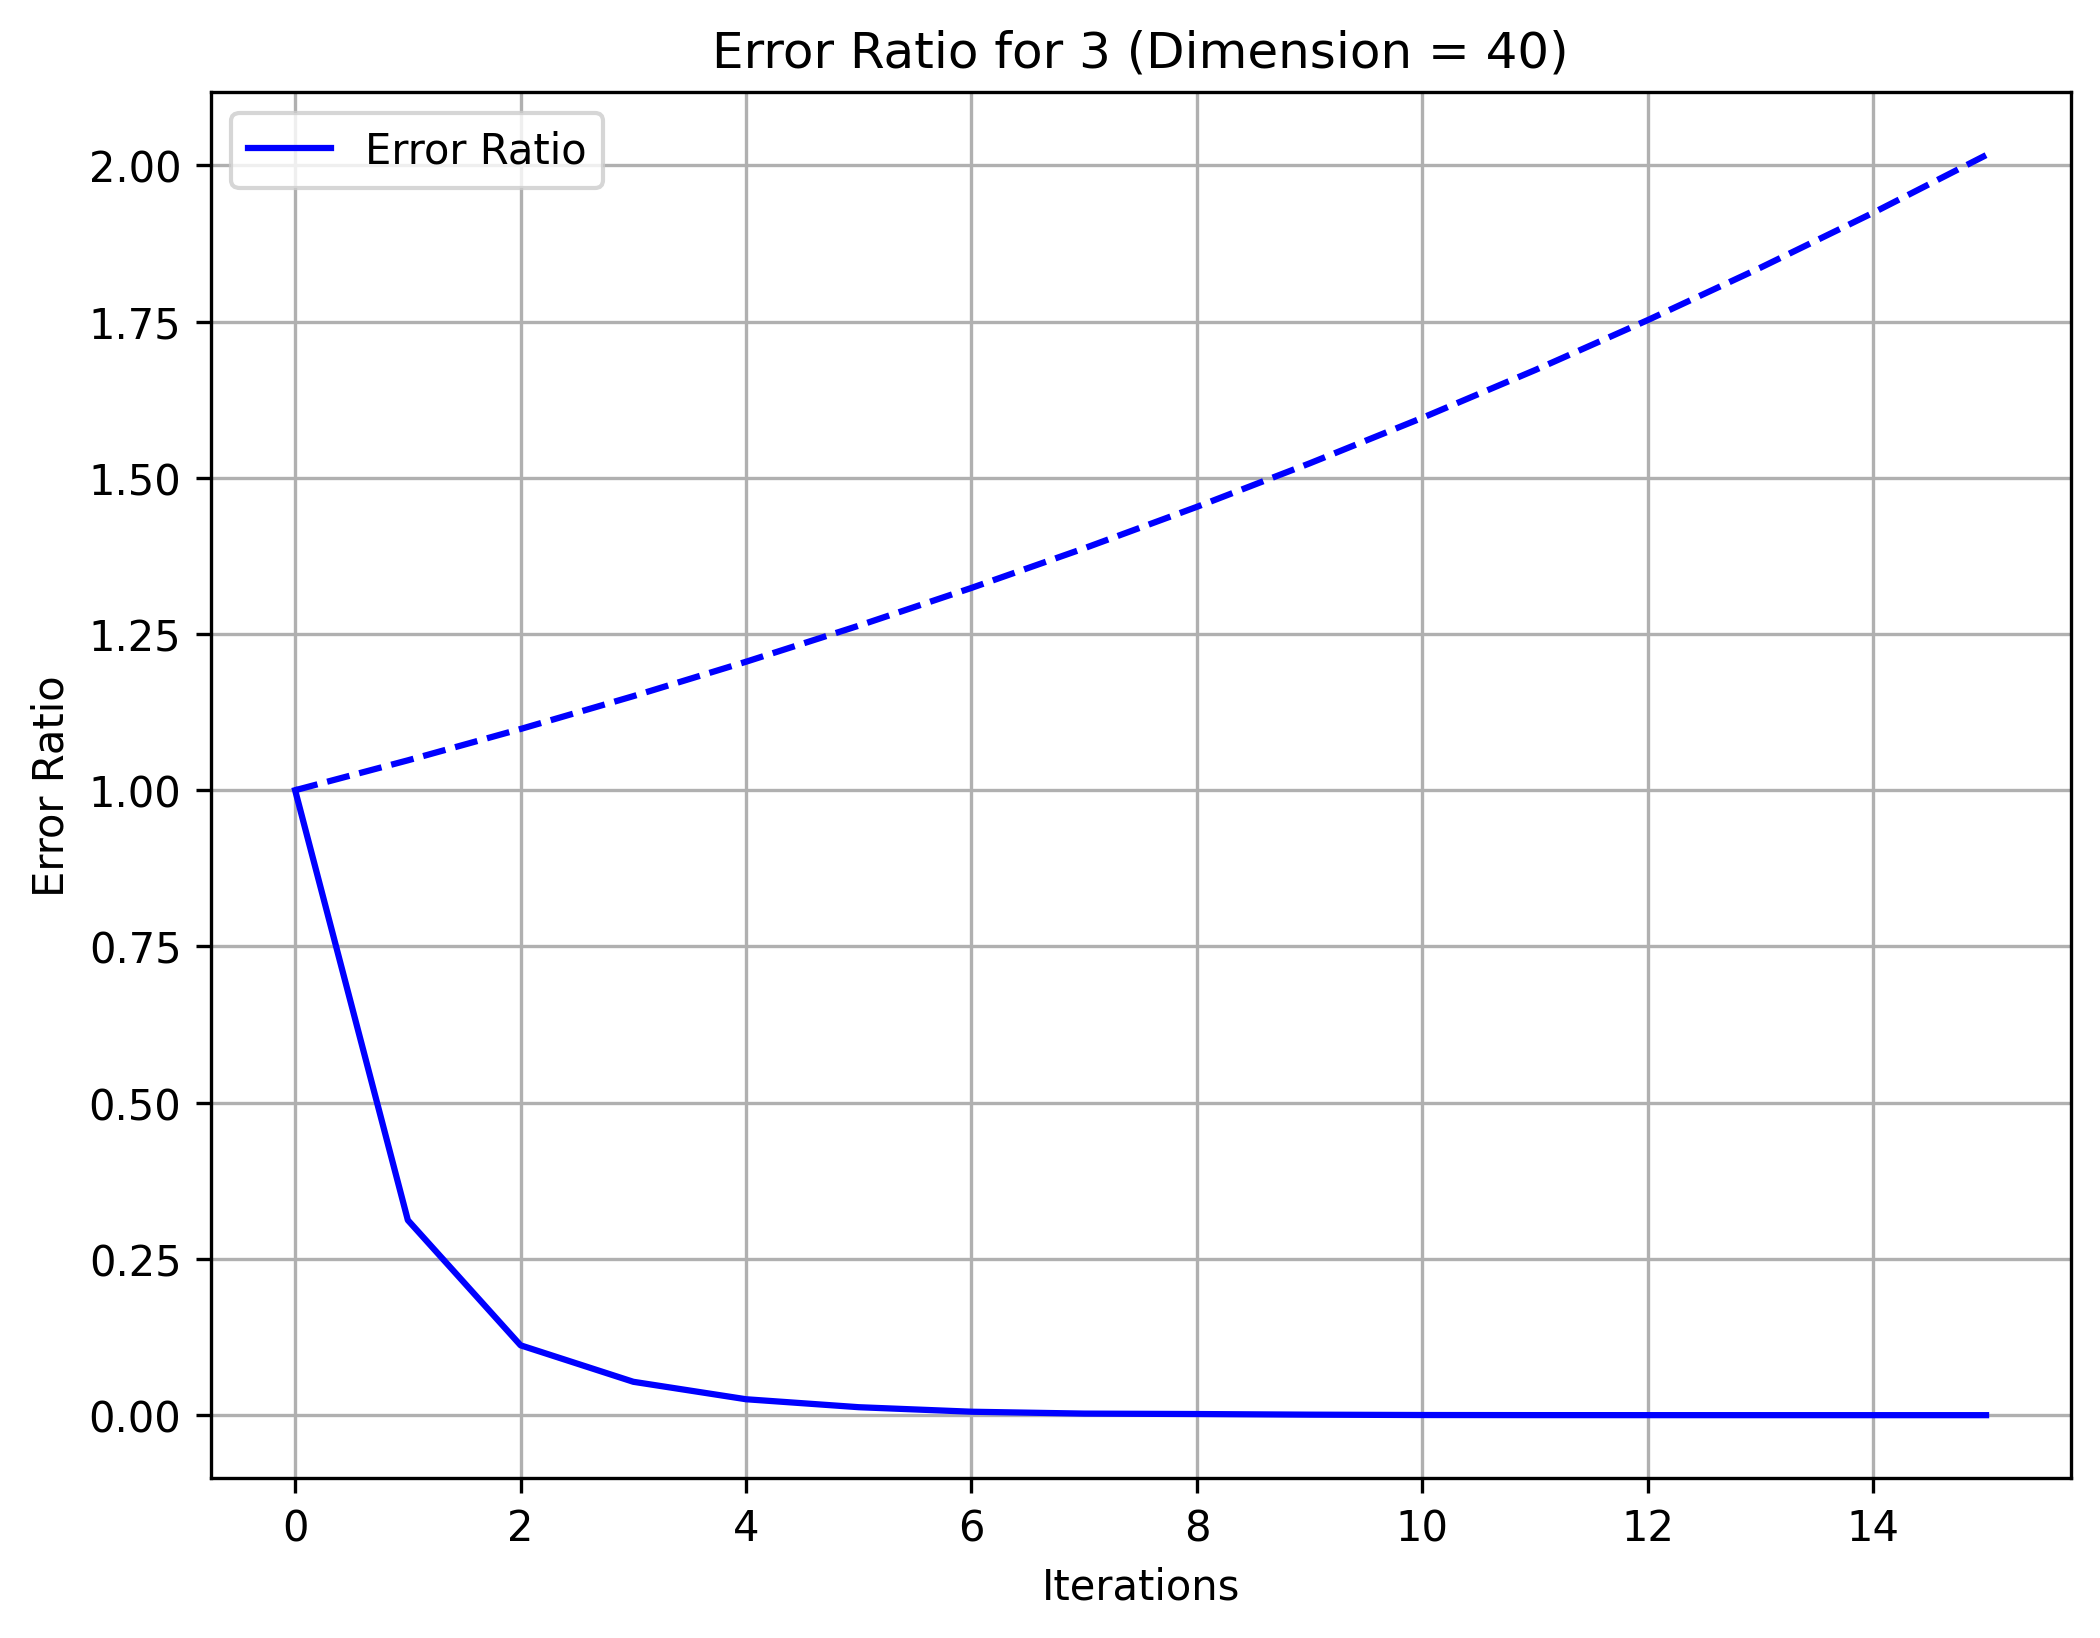 Error Ratio for 3 (Dimension = 40)
Error Ratio
2.00
1.75
1.50
1.25
1.00
0.75
0.50
0.25
0.00
Error Ratio
0 2 4 6 8 10 12 14
Iterations